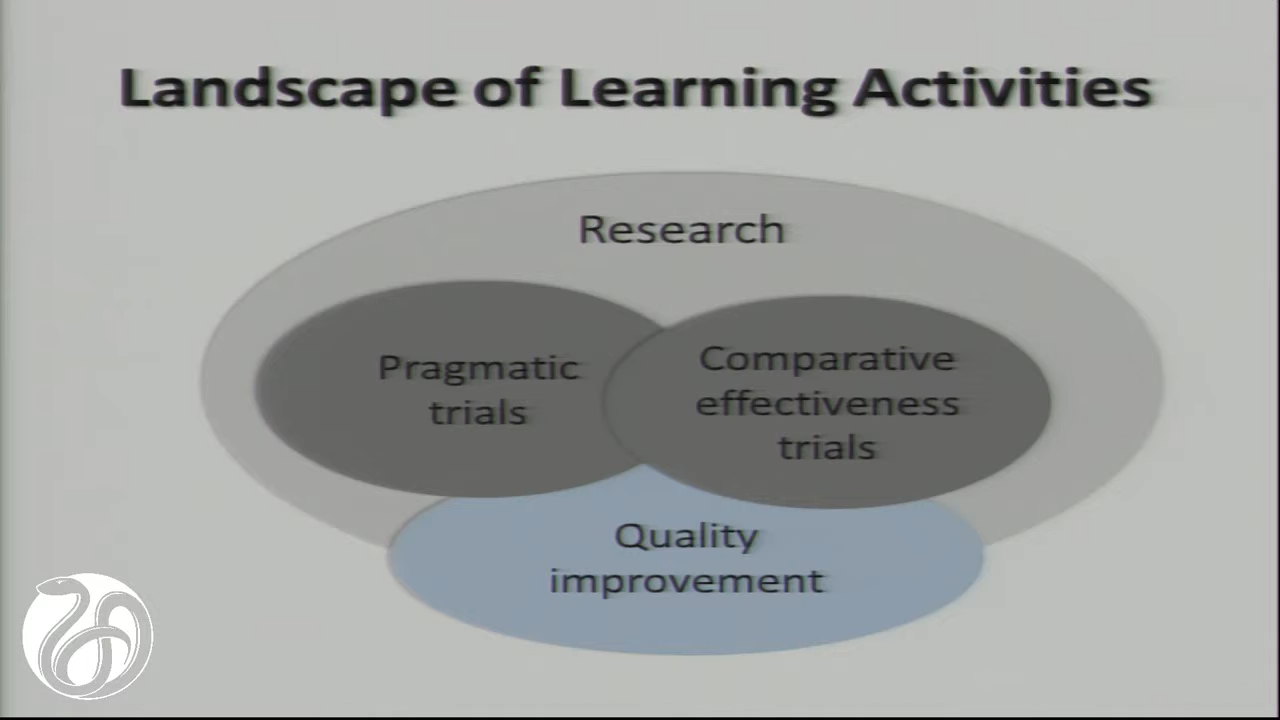 Landscape of Learning Activities
Research
Pragmatic
trials
Comparative
effectiveness
trials
Quality
improvement